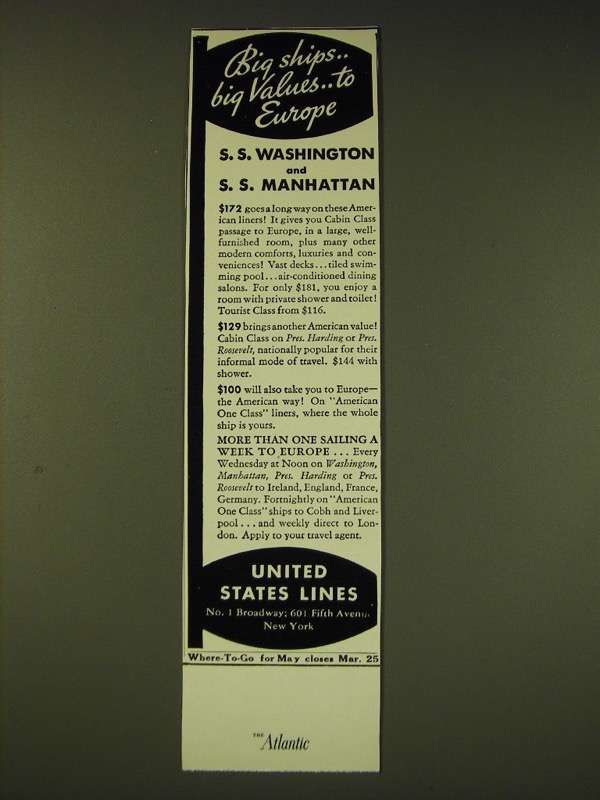 Big ships..
big Values..to
Europe
S. S. WASHINGTON
and
S. S. MANHATTAN
$172 goes a long way on these Amer-
ican liners! It gives you Cabin Class
passage to Europe, in a large, well-
furnished room, plus many other
modern comforts, luxuries and con-
veniences! Vast decks...tiled swim-
ming pool...air-conditioned dining
salons. For only $181, you enjoy a
room with private shower and toilet!
Tourist Class from $116.
$129 brings another American value!
Cabin Class on Pres. Harding or Pres.
Roosevelt, nationally popular for their
informal mode of travel. $144 with
shower.
$100 will also take you to Europe—
the American way! On "American
One Class" liners, where the whole
ship is yours.
MORE THAN ONE SAILING A
WEEK TO EUROPE ... Every
Wednesday at Noon on Washington,
Manhattan, Pres. Harding or Pres.
Roosevelt to Ireland, England, France,
Germany. Fortnightly on "American
One Class" ships to Cobh and Liver-
pool...and weekly direct to Lon-
don. Apply to your travel agent.
UNITED
STATES LINES
No. 1 Broadway; 601 Fifth Avenue
New York
Where-To-Go for May closes Mar. 25
THE Atlantic